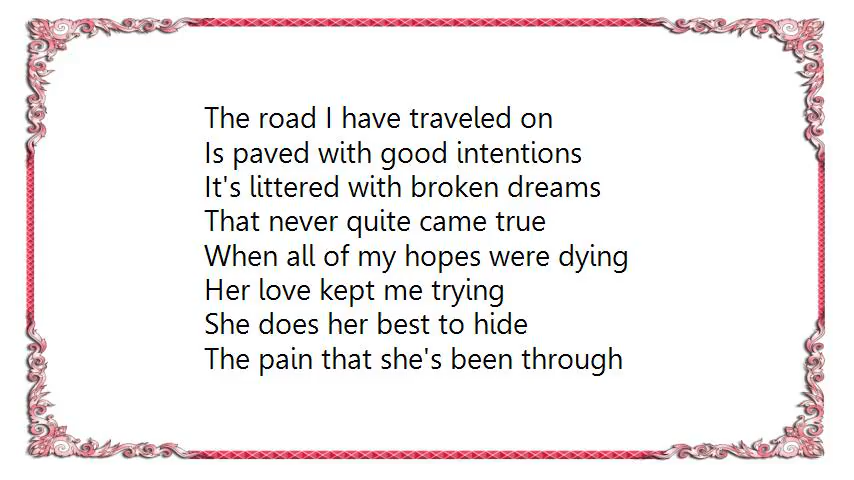 The road I have traveled on
Is paved with good intentions
It's littered with broken dreams
That never quite came true
When all of my hopes were dying
Her love kept me trying
She does her best to hide
The pain that she's been through